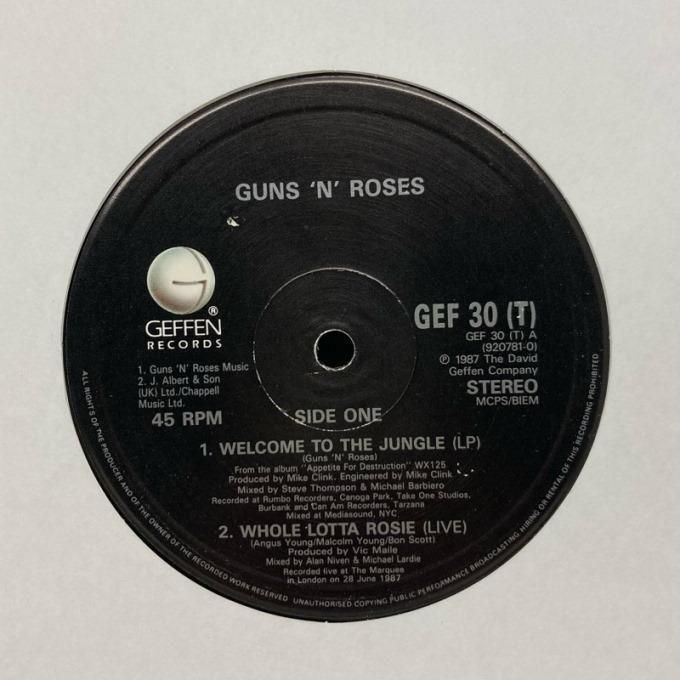 GUNS 'N' ROSES
GEFFEN ®
RECORDS
GEF 30 (T)
GEF 30 (T) A
(920781-0)
℗ 1987 The David
Geffen Company
STEREO
MCPS/BIEM
1. Guns 'N' Roses Music
2. J. Albert & Son
(UK) Ltd./Chappell
Music Ltd.
45 RPM
SIDE ONE
1. WELCOME TO THE JUNGLE (LP)
(Guns 'N' Roses)
From the album "Appetite For Destruction" WX125
Produced by Mike Clink. Engineered by Mike Clink
Mixed by Steve Thompson & Michael Barbiero
Recorded at Rumbo Recorders, Canoga Park, Take One Studios,
Burbank and Can Am Recorders, Tarzana
Mixed at Mediasound, NYC
2. WHOLE LOTTA ROSIE (LIVE)
(Angus Young/Malcolm Young/Bon Scott)
Produced by Vic Maile
Mixed by Alan Niven & Michael Lardie
Recorded live at The Marquee
in London on 28 June 1987
ALL RIGHTS OF THE PRODUCER AND OF THE OWNER OF THE RECORDED WORK RESERVED UNAUTHORISED COPYING PUBLIC PERFORMANCE BROADCASTING HIRING OR RENTAL OF THIS RECORDING PROHIBITED